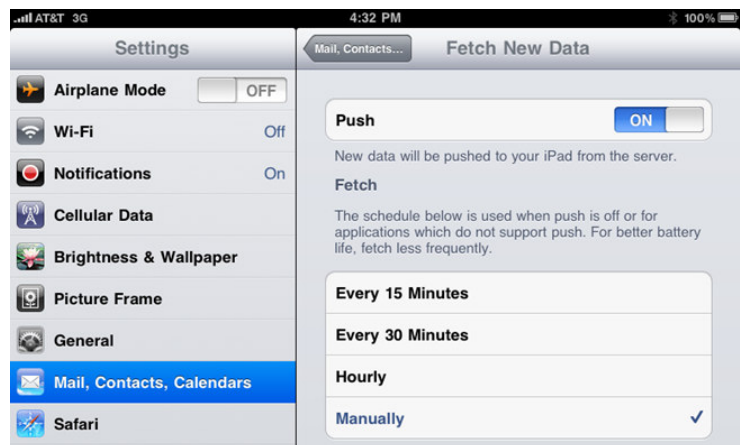 AT&T 3G
4:32 PM
100%
Settings
Airplane Mode OFF
Wi-Fi Off
Notifications On
Cellular Data
Brightness & Wallpaper
Picture Frame
General
Mail, Contacts, Calendars
Safari
Mail, Contacts...
Fetch New Data
Push ON
New data will be pushed to your iPad from the server.
Fetch
The schedule below is used when push is off or for
applications which do not support push. For better battery
life, fetch less frequently.
Every 15 Minutes
Every 30 Minutes
Hourly
Manually